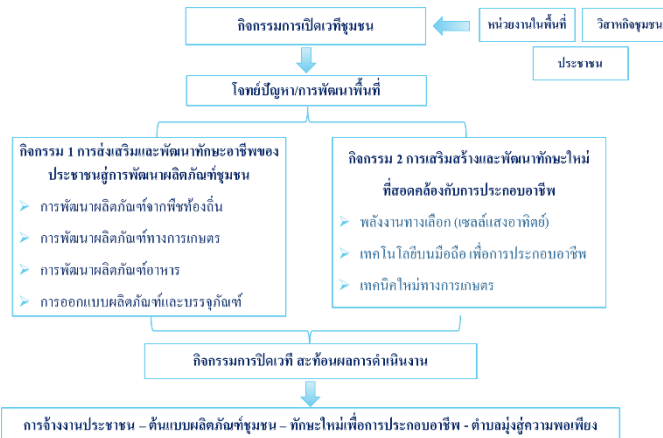 กิจกรรมการเปิดเวทีชุมชน
หน่วยงานในพื้นที่
วิสาหกิจชุมชน
ประชาชน
โจทย์ปัญหา/การพัฒนาพื้นที่
กิจกรรม 1 การส่งเสริมและพัฒนาทักษะอาชีพของ
ประชาชนสู่การพัฒนาผลิตภัณฑ์ชุมชน
การพัฒนาผลิตภัณฑ์จากพืชท้องถิ่น
การพัฒนาผลิตภัณฑ์ทางการเกษตร
การพัฒนาผลิตภัณฑ์อาหาร
การออกแบบผลิตภัณฑ์และบรรจุภัณฑ์
กิจกรรม 2 การเสริมสร้างและพัฒนาทักษะใหม่
ที่สอดคล้องกับการประกอบอาชีพ
พลังงานทางเลือก (เซลล์แสงอาทิตย์)
เทคโนโลยีบนมือถือ เพื่อการประกอบอาชีพ
เทคนิคใหม่ทางการเกษตร
กิจกรรมการปิดเวที สะท้อนผลการดำเนินงาน
การจ้างงานประชาชน – ต้นแบบผลิตภัณฑ์ชุมชน – ทักษะใหม่เพื่อการประกอบอาชีพ - ตำบลมุ่งสู่ความพอเพียง